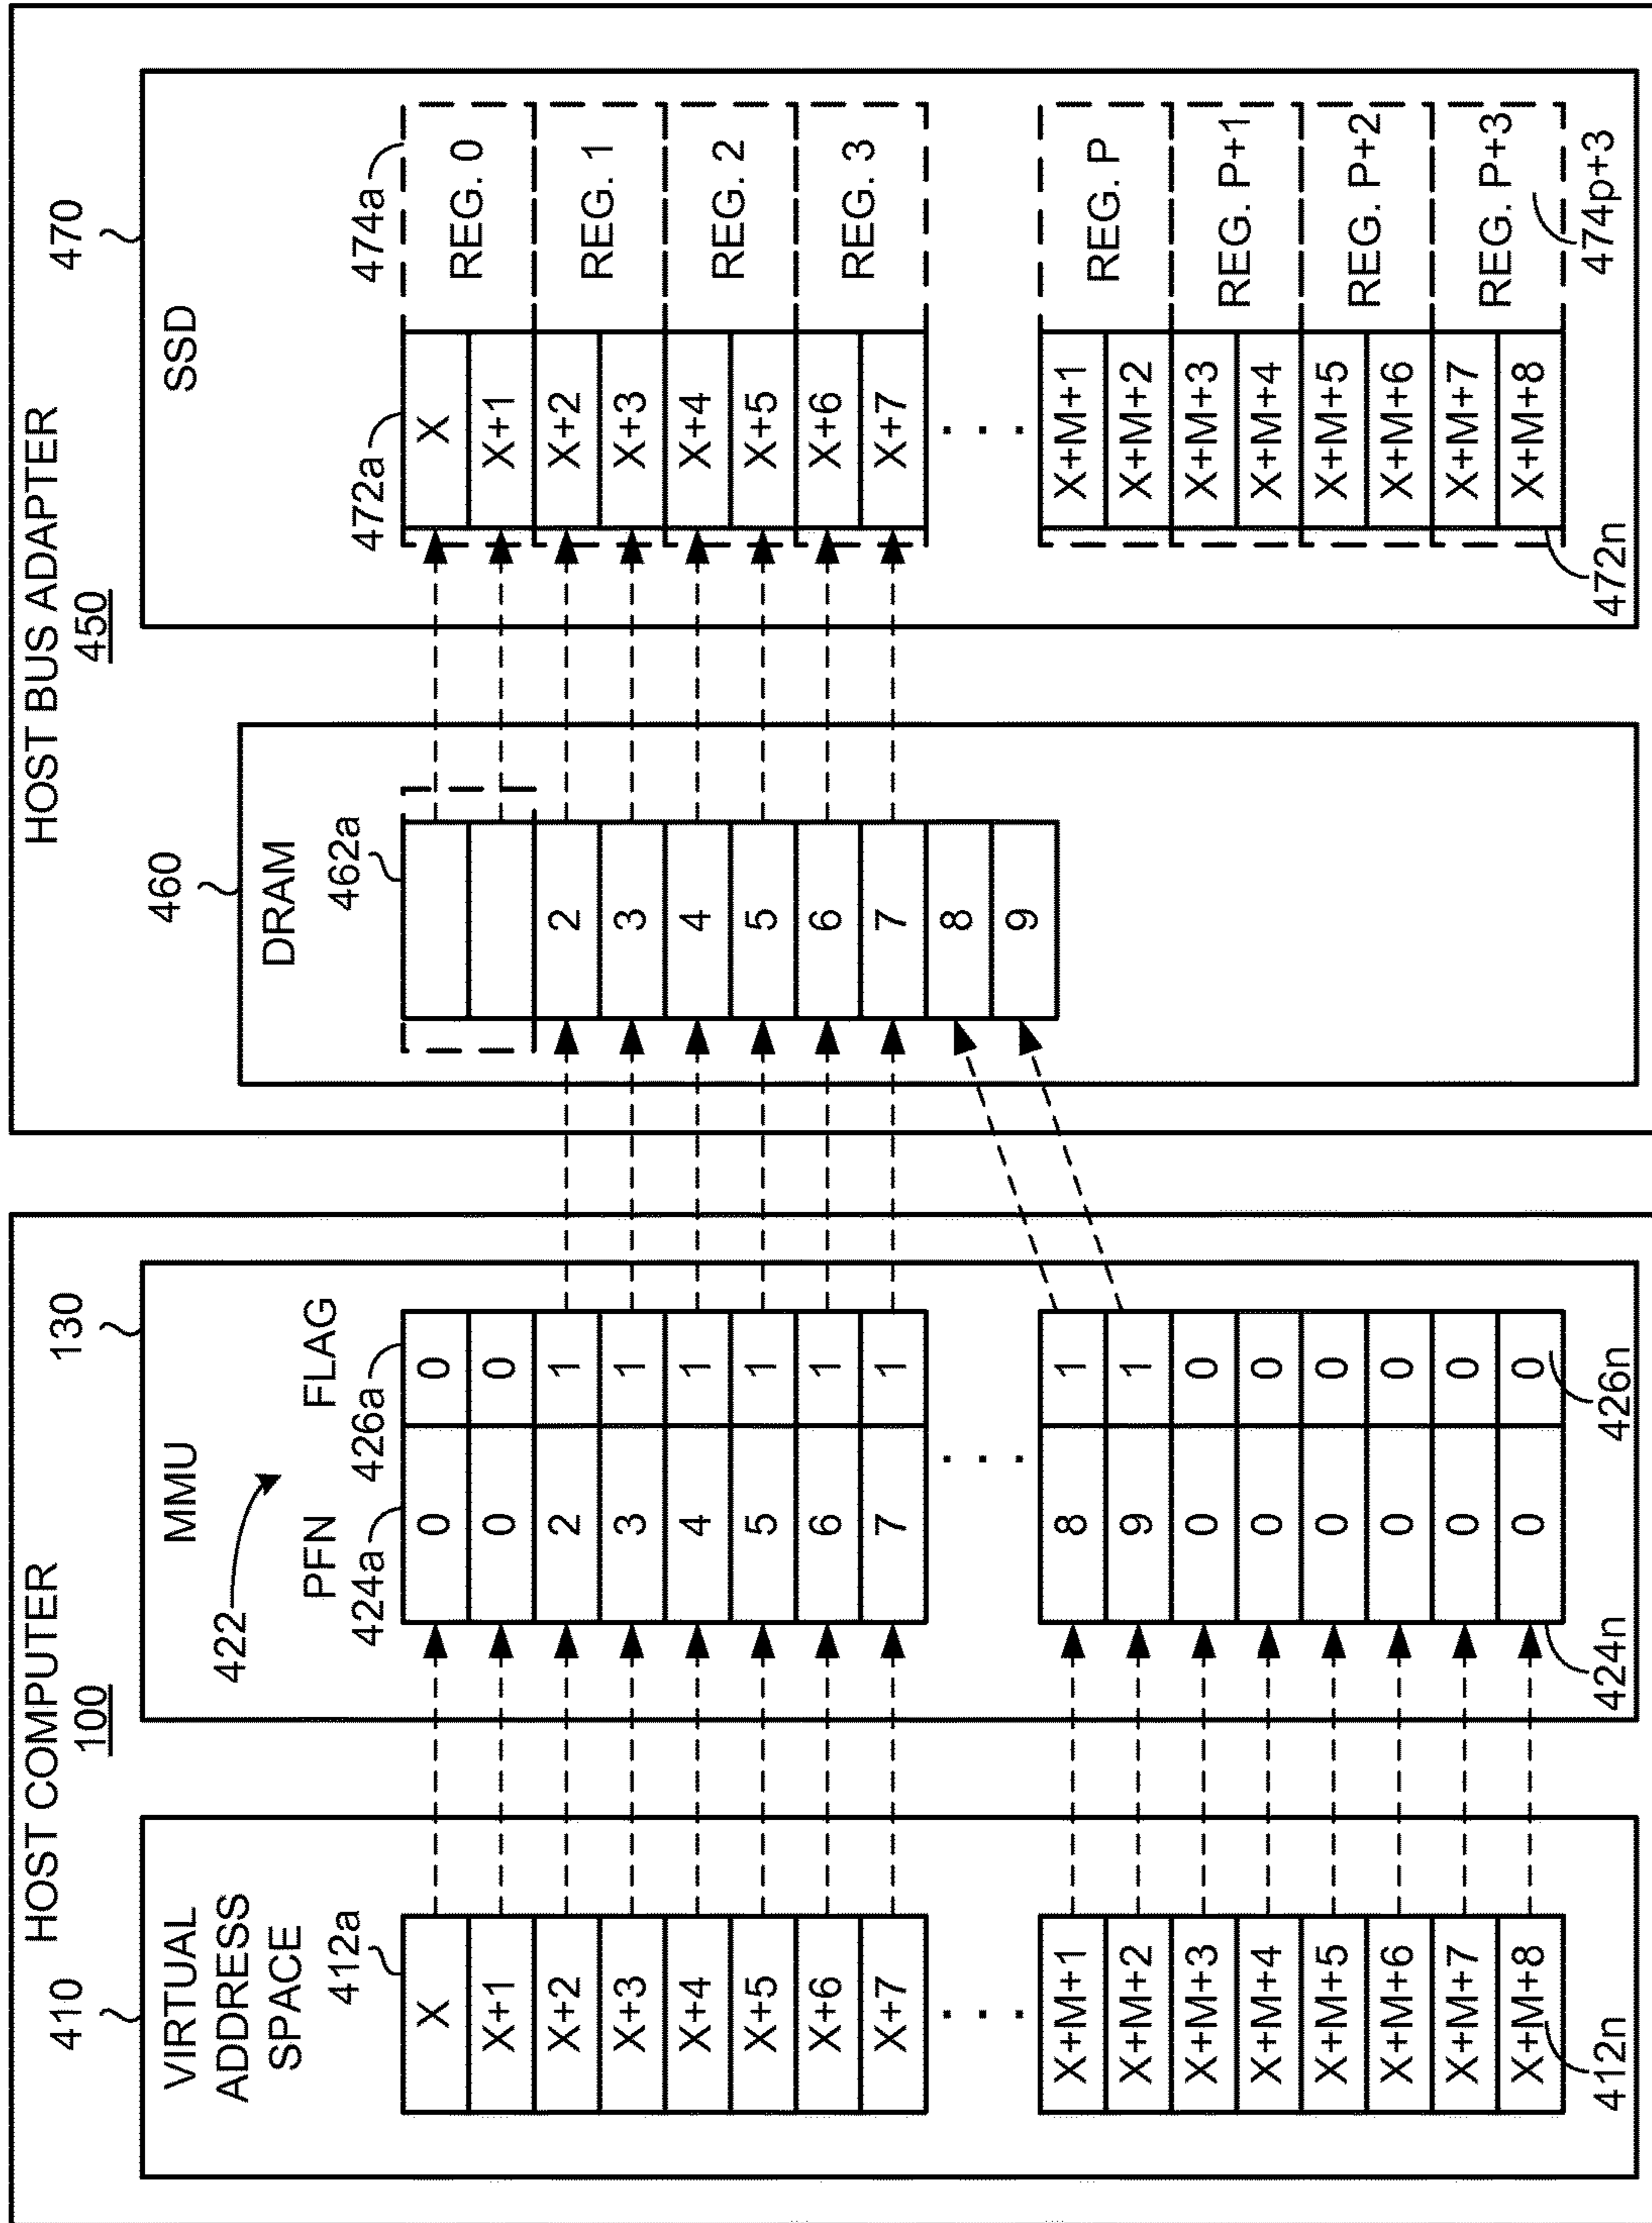 HOST COMPUTER
100
410
VIRTUAL
ADDRESS
SPACE
412a
X
X+1
X+2
X+3
X+4
X+5
X+6
X+7
. . .
X+M+1
X+M+2
X+M+3
X+M+4
X+M+5
X+M+6
X+M+7
X+M+8
412n
130
MMU
422
PFN FLAG
424a 426a
0 0
0 0
2 1
3 1
4 1
5 1
6 1
7 1
. . .
8 1
9 1
0 0
0 0
0 0
0 0
0 0
0 0
424n 426n
HOST BUS ADAPTER
450
460
DRAM
462a
2
3
4
5
6
7
8
9
470
SSD
472a 474a
X
X+1
REG. 0
X+2
X+3
REG. 1
X+4
X+5
REG. 2
X+6
X+7
REG. 3
. . .
X+M+1
X+M+2
REG. P
X+M+3
X+M+4
REG. P+1
X+M+5
X+M+6
REG. P+2
X+M+7
X+M+8
REG. P+3
472n 474p+3